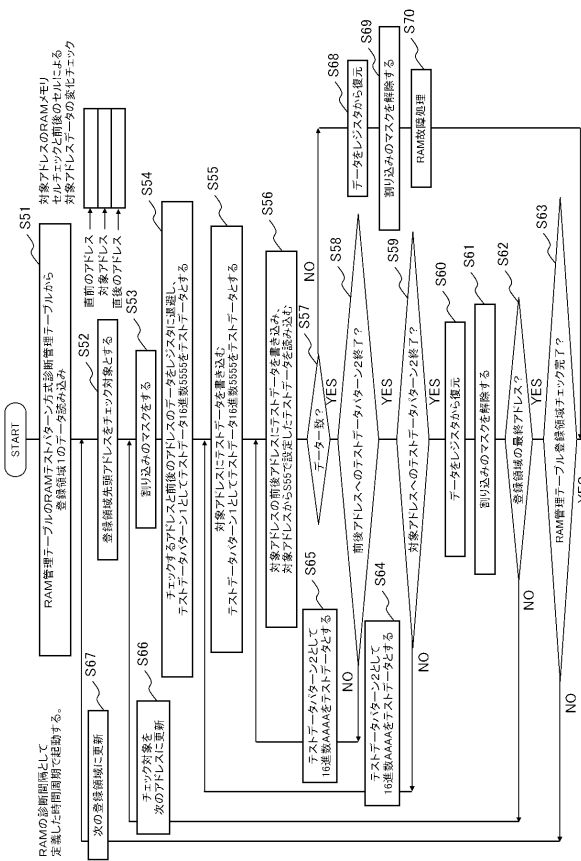 START
S51
RAM管理テーブルのRAMテストパターン方式診断管理テーブルから
登録領域1のデータ読み込み
対象アドレスのRAMメモリ
セルチェックと前後のセルによる
対象アドレスデータの変化チェック
直前のアドレス
対象アドレス
直後のアドレス
S52
登録領域先頭アドレスをチェック対象とする
S53
割り込みのマスクをする
S54
チェックするアドレスと前後のアドレスのデータをレジスタに退避し、
テストデータパターン1としてテストデータ16進数5555をテストデータとする
S55
対象アドレスにテストデータを書き込む
テストデータパターン1としてテストデータ16進数5555をテストデータとする
S56
対象アドレスの前後アドレスにテストデータを書き込み、
対象アドレスからS55で設定したテストデータを読み込む
S57
データ一致?
NO
YES
S58
前後アドレスへのテストデータパターン2終了?
NO
YES
S59
対象アドレスへのテストデータパターン2終了?
NO
YES
S60
データをレジスタから復元
S61
割り込みのマスクを解除する
S62
登録領域の最終アドレス?
NO
YES
S63
RAM管理テーブル登録領域チェック完了?
NO
YES
S64
テストデータパターン2として
16進数AAAAをテストデータとする
S65
テストデータパターン2として
16進数AAAAをテストデータとする
S66
チェック対象を
次のアドレスに更新
S67
次の登録領域に更新
RAMの診断間隔として
定義した時間周期で起動する。
S68
データをレジスタから復元
S69
割り込みのマスクを解除する
S70
RAM故障処理